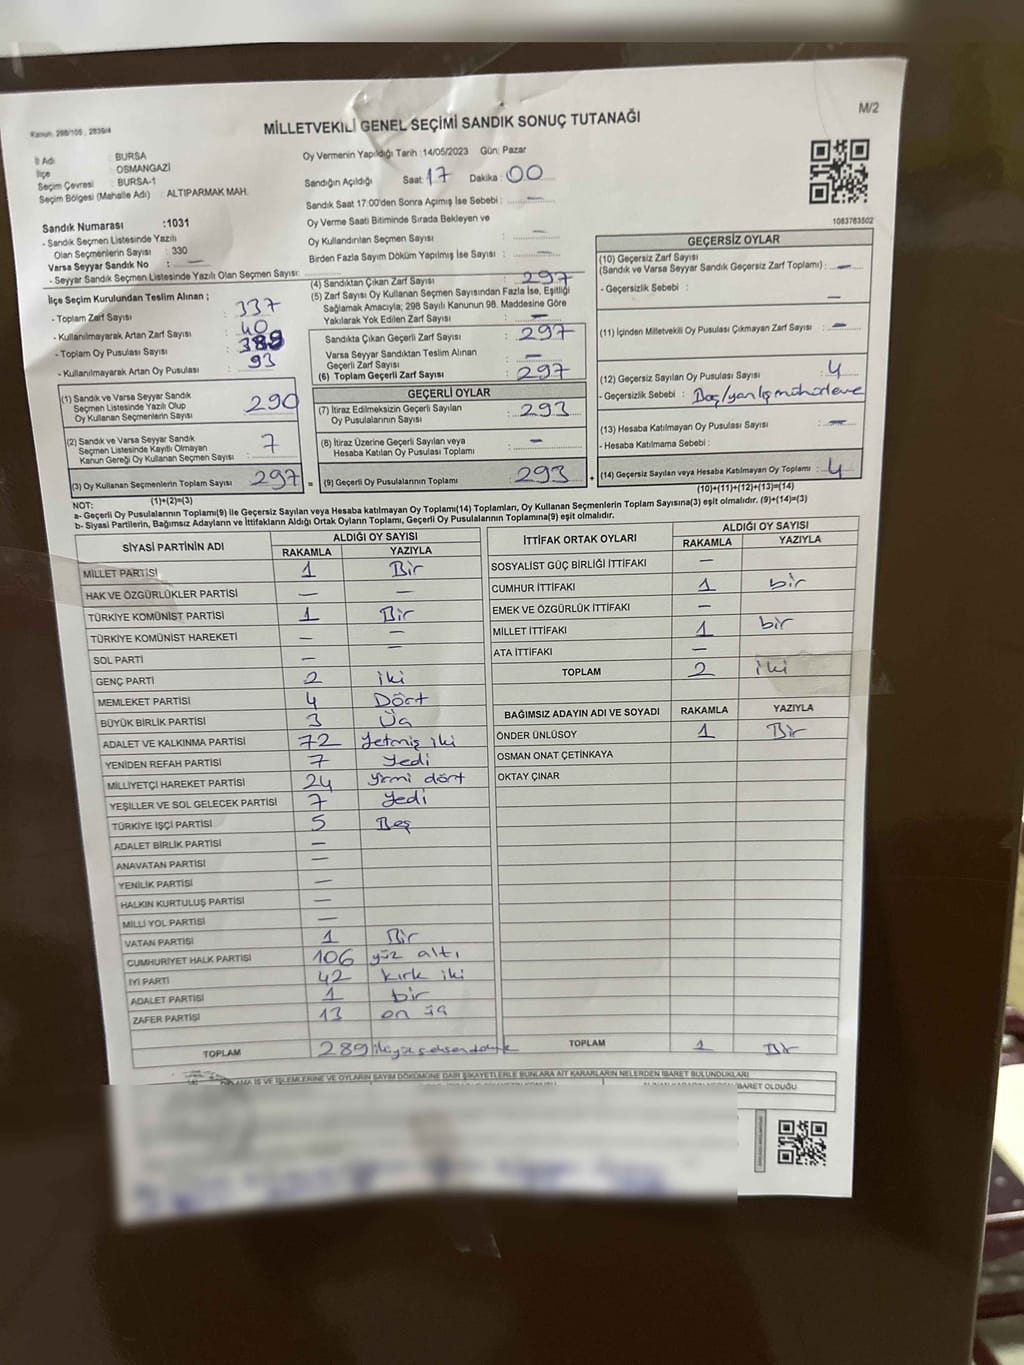 M/2
Kanun: 298/105 , 2839/4
MİLLETVEKİLİ GENEL SEÇİMİ SANDIK SONUÇ TUTANAĞI
İl Adı : BURSA
İlçe : OSMANGAZİ
Seçim Çevresi : BURSA-1
Seçim Bölgesi (Mahalle Adı) : ALTIPARMAK MAH.
Oy Vermenin Yapıldığı Tarih :14/05/2023 Gün: Pazar
Sandığın Açıldığı Saat: 17 Dakika : 00
Sandık Saat 17:00'den Sonra Açımış İse Sebebi : —
Oy Verme Saati Bitiminde Sırada Bekleyen ve
Oy Kullandırılan Seçmen Sayısı : —
Birden Fazla Sayım Döküm Yapılmış İse Sayısı : —
1083763502
Sandık Numarası :1031
- Sandık Seçmen Listesinde Yazılı
Olan Seçmenlerin Sayısı : 330
Varsa Seyyar Sandık No : —
- Seyyar Sandık Seçmen Listesinde Yazılı Olan Seçmen Sayısı:
İlçe Seçim Kurulundan Teslim Alınan ;
- Toplam Zarf Sayısı : 337
- Kullanılmayarak Artan Zarf Sayısı : 40
- Toplam Oy Pusulası Sayısı : 389
- Kullanılmayarak Artan Oy Pusulası : 93
(1) Sandık ve Varsa Seyyar Sandık
Seçmen Listesinde Yazılı Olup
Oy Kullanan Seçmenlerin Sayısı : 290
(2) Sandık ve Varsa Seyyar Sandık
Seçmen Listesinde Kayıtlı Olmayan
Kanun Gereği Oy Kullanan Seçmen Sayısı : 7
(3) Oy Kullanan Seçmenlerin Toplam Sayısı : 297
(1)+(2)=(3)
(4) Sandıktan Çıkan Zarf Sayısı : 297
(5) Zarf Sayısı Oy Kullanan Seçmen Sayısından Fazla İse, Eşitliği
Sağlamak Amacıyla; 298 Sayılı Kanunun 98. Maddesine Göre
Yakılarak Yok Edilen Zarf Sayısı : —
Sandıkta Çıkan Geçerli Zarf Sayısı : 297
Varsa Seyyar Sandıktan Teslim Alınan
Geçerli Zarf Sayısı : —
(6) Toplam Geçerli Zarf Sayısı : 297
GEÇERLİ OYLAR
(7) İtiraz Edilmeksizin Geçerli Sayılan
Oy Pusulalarının Sayısı : 293
(8) İtiraz Üzerine Geçerli Sayılan veya
Hesaba Katılan Oy Pusulası Toplamı : —
= (9) Geçerli Oy Pusulalarının Toplamı : 293 +
GEÇERSİZ OYLAR
(10) Geçersiz Zarf Sayısı
(Sandık ve Varsa Seyyar Sandık Geçersiz Zarf Toplamı) : —
- Geçersizlik Sebebi : —
(11) İçinden Milletvekili Oy Pusulası Çıkmayan Zarf Sayısı : —
(12) Geçersiz Sayılan Oy Pusulası Sayısı : 4
- Geçersizlik Sebebi : Boş/yanlış mühürleme
(13) Hesaba Katılmayan Oy Pusulası Sayısı : —
- Hesaba Katılmama Sebebi :
(14) Geçersiz Sayılan veya Hesaba Katılmayan Oy Toplamı : 4
(10)+(11)+(12)+(13)=(14)
NOT:
a- Geçerli Oy Pusulalarının Toplamı(9) ile Geçersiz Sayılan veya Hesaba katılmayan Oy Toplamı(14) Toplamları, Oy Kullanan Seçmenlerin Toplam Sayısına(3) eşit olmalıdır. (9)+(14)=(3)
b- Siyasi Partilerin, Bağımsız Adayların ve İttifakların Aldığı Ortak Oyların Toplamı, Geçerli Oy Pusulalarının Toplamına(9) eşit olmalıdır.
SİYASİ PARTİNİN ADI ALDIĞI OY SAYISI
RAKAMLA YAZIYLA
MİLLET PARTİSİ 1 Bir
HAK VE ÖZGÜRLÜKLER PARTİSİ — —
TÜRKİYE KOMÜNİST PARTİSİ 1 Bir
TÜRKİYE KOMÜNİST HAREKETİ — —
SOL PARTİ — —
GENÇ PARTİ 2 iki
MEMLEKET PARTİSİ 4 Dört
BÜYÜK BİRLİK PARTİSİ 3 Üç
ADALET VE KALKINMA PARTİSİ 72 Yetmiş iki
YENİDEN REFAH PARTİSİ 7 Yedi
MİLLİYETÇİ HAREKET PARTİSİ 24 Yirmi dört
YEŞİLLER VE SOL GELECEK PARTİSİ 7 Yedi
TÜRKİYE İŞÇİ PARTİSİ 5 Beş
ADALET BİRLİK PARTİSİ —
ANAVATAN PARTİSİ —
YENİLİK PARTİSİ —
HALKIN KURTULUŞ PARTİSİ —
MİLLİ YOL PARTİSİ —
VATAN PARTİSİ 1 Bir
CUMHURİYET HALK PARTİSİ 106 yüz altı
İYİ PARTİ 42 kırk iki
ADALET PARTİSİ 1 bir
ZAFER PARTİSİ 13 on üç
TOPLAM 289
İTTİFAK ORTAK OYLARI ALDIĞI OY SAYISI
RAKAMLA YAZIYLA
SOSYALİST GÜÇ BİRLİĞİ İTTİFAKI —
CUMHUR İTTİFAKI 1 bir
EMEK VE ÖZGÜRLÜK İTTİFAKI —
MİLLET İTTİFAKI 1 bir
ATA İTTİFAKI —
TOPLAM 2 iki
BAĞIMSIZ ADAYIN ADI VE SOYADI RAKAMLA YAZIYLA
ÖNDER ÜNLÜSOY 1 Bir
OSMAN ONAT ÇETİNKAYA
OKTAY ÇINAR
TOPLAM 1 Bir
İŞ VE İŞLEMLERİNE VE OYLARIN SAYIM DÖKÜMÜNE DAİR ŞİKAYETLERLE BUNLARA AİT KARARLARIN NELERDEN İBARET BULUNDUKLARI
İBARET OLDUĞU